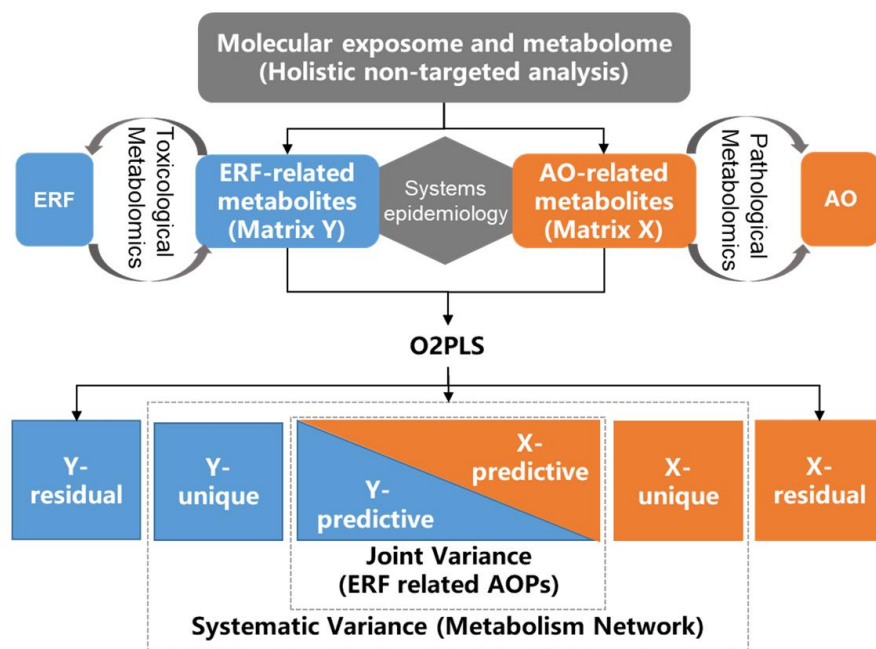 Molecular exposome and metabolome
(Holistic non-targeted analysis)
ERF
Toxicological
Metabolomics
ERF-related
metabolites
(Matrix Y)
Systems
epidemiology
AO-related
metabolites
(Matrix X)
Pathological
Metabolomics
AO
O2PLS
Y-
residual
Y-
unique
Y-
predictive
X-
predictive
X-
unique
X-
residual
Joint Variance
(ERF related AOPs)
Systematic Variance (Metabolism Network)